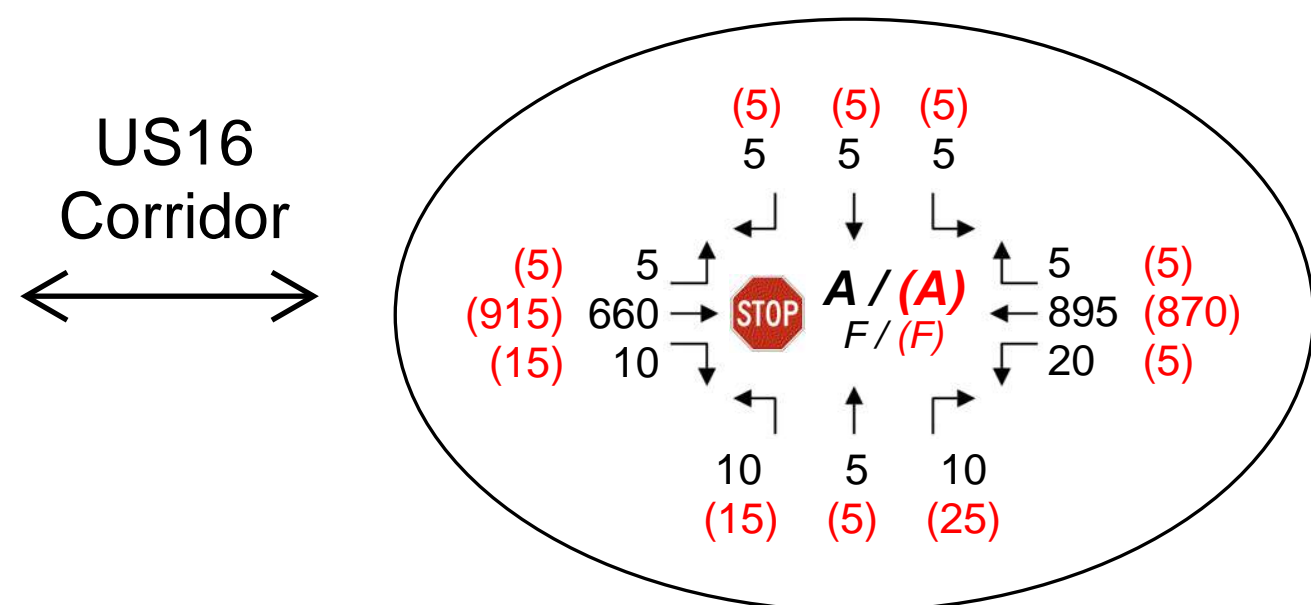 US16
Corridor
(5) (5) (5)
5 5 5
(5) 5 5 (5)
(915) 660 STOP A / (A) 895 (870)
F / (F)
(15) 10 20 (5)
10 5 10
(15) (5) (25)